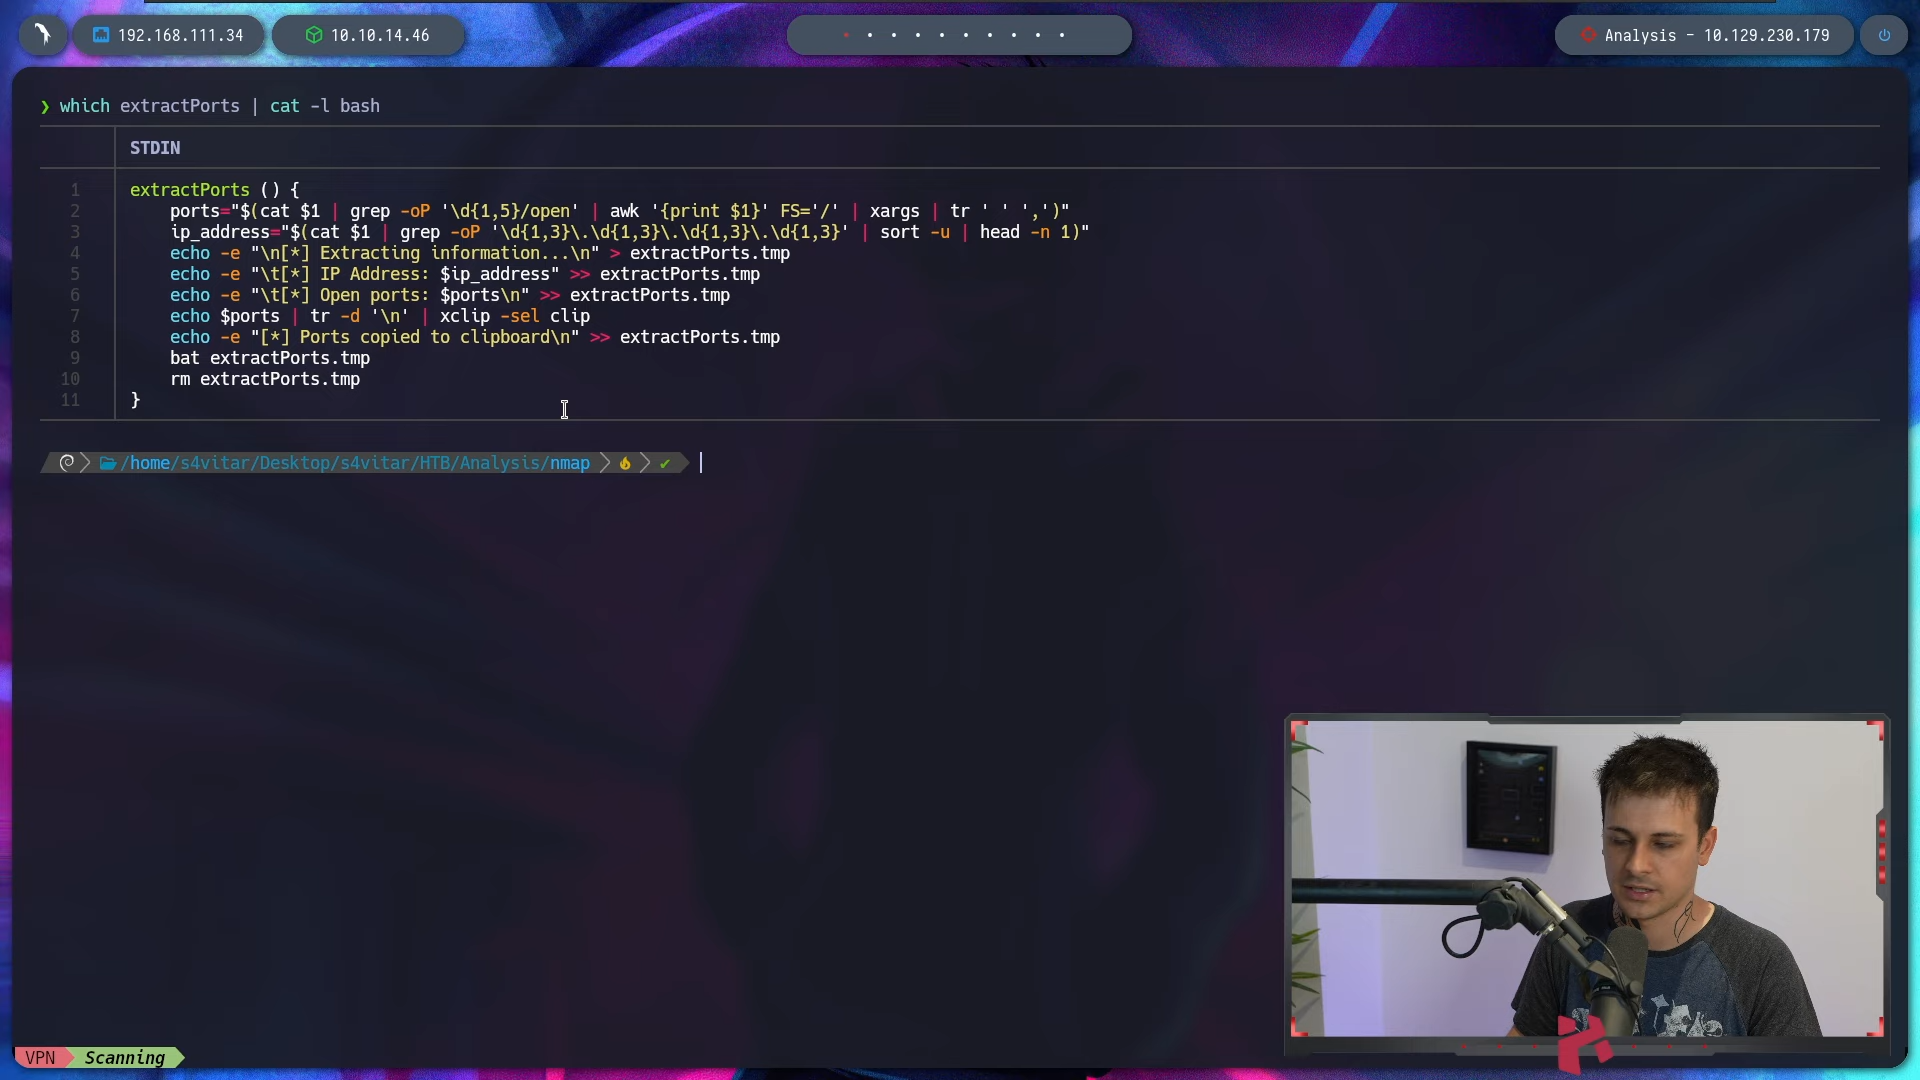 192.168.111.34
10.10.14.46
Analysis - 10.129.230.179
❯ which extractPorts | cat -l bash
STDIN
1 extractPorts () {
2 ports="$(cat $1 | grep -oP '\d{1,5}/open' | awk '{print $1}' FS='/' | xargs | tr ' ' ',')"
3 ip_address="$(cat $1 | grep -oP '\d{1,3}\.\d{1,3}\.\d{1,3}\.\d{1,3}' | sort -u | head -n 1)"
4 echo -e "\n[*] Extracting information...\n" > extractPorts.tmp
5 echo -e "\t[*] IP Address: $ip_address" >> extractPorts.tmp
6 echo -e "\t[*] Open ports: $ports\n" >> extractPorts.tmp
7 echo $ports | tr -d '\n' | xclip -sel clip
8 echo -e "[*] Ports copied to clipboard\n" >> extractPorts.tmp
9 bat extractPorts.tmp
10 rm extractPorts.tmp
11 }
/home/s4vitar/Desktop/s4vitar/HTB/Analysis/nmap
VPN Scanning